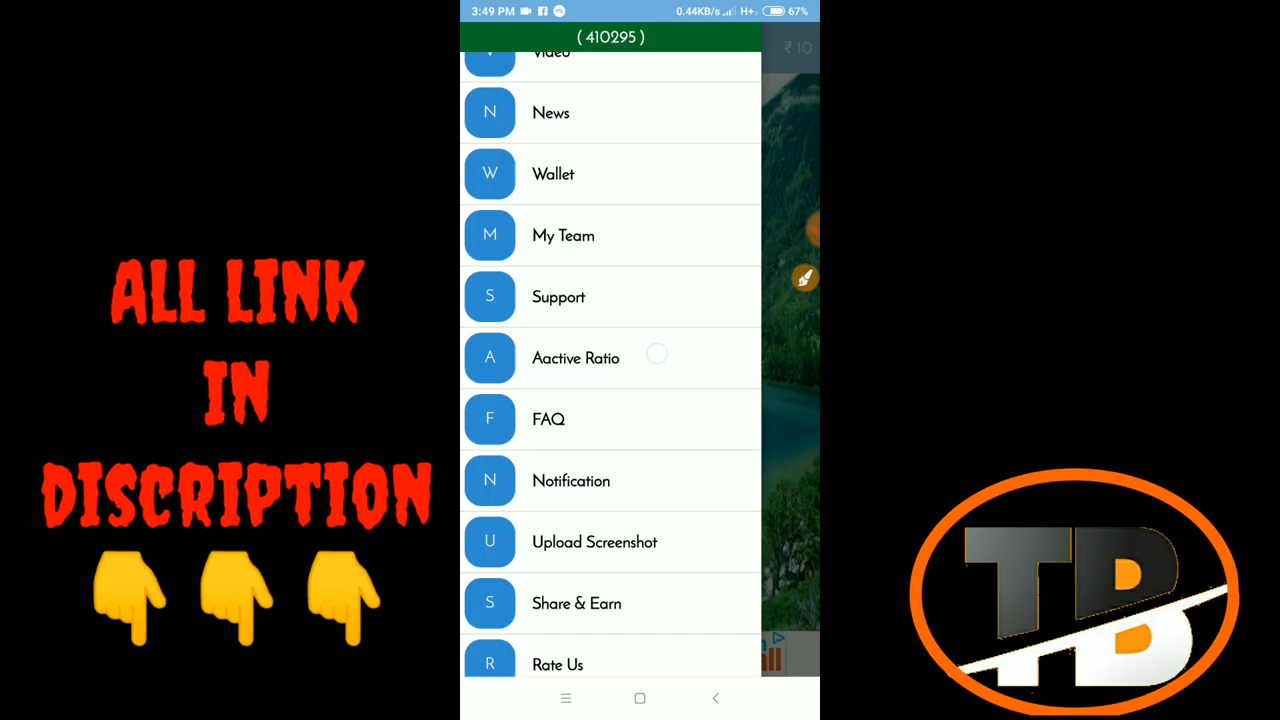 3:49 PM
0.44KB/s H+ 67%
( 410295 )
₹ 10
Video
N News
W Wallet
M My Team
S Support
A Aactive Ratio
F FAQ
N Notification
U Upload Screenshot
S Share & Earn
R Rate Us
ALL LINK
IN
DISCRIPTION
TB